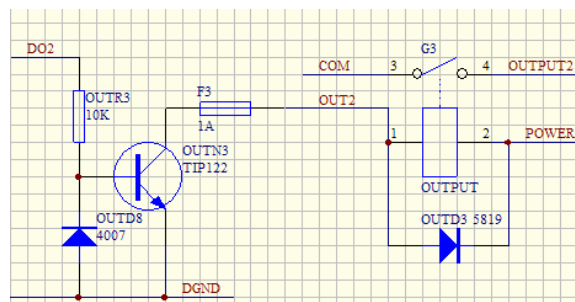 DO2
G3
COM 3 4 OUTPUT2
OUTR3
10K
F3
1A
OUT2
OUTN3
TIP122
1 2 POWER
OUTPUT
OUTD8
4007
OUTD3 5819
DGND